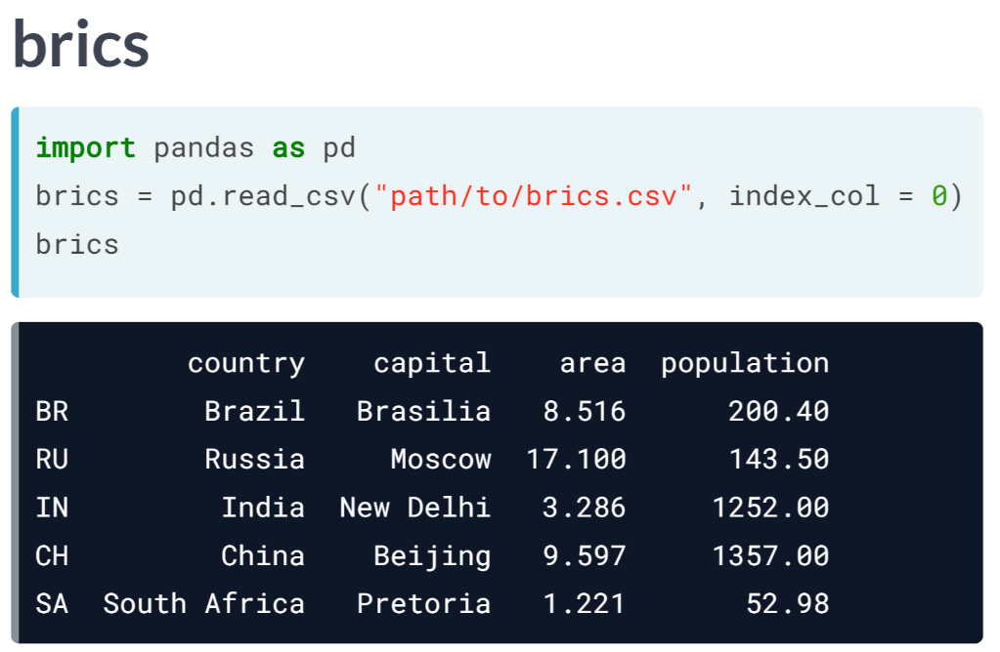 brics
import pandas as pd
brics = pd.read_csv("path/to/brics.csv", index_col = 0)
brics
country capital area population
BR Brazil Brasilia 8.516 200.40
RU Russia Moscow 17.100 143.50
IN India New Delhi 3.286 1252.00
CH China Beijing 9.597 1357.00
SA South Africa Pretoria 1.221 52.98